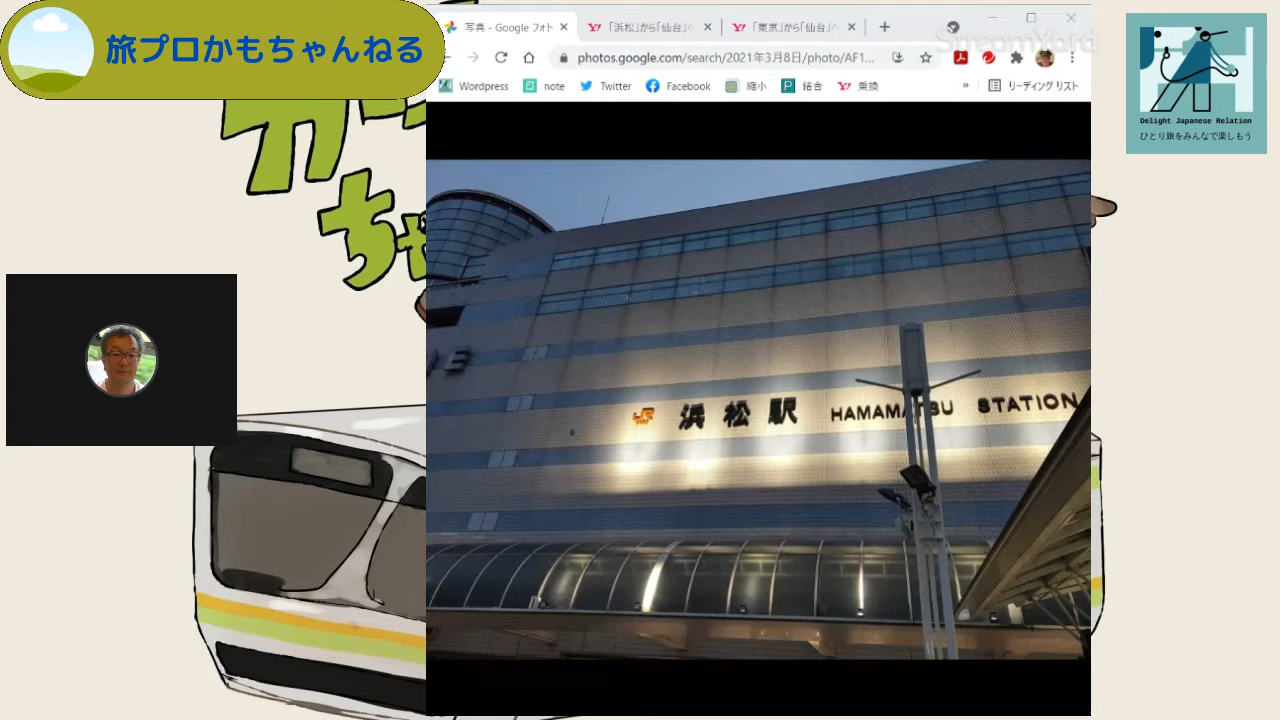 旅プロかもちゃんねる
写真 - Google フォト
「浜松」から「仙台」へ
「東京」から「仙台」へ
StreamYard
photos.google.com/search/2021年3月8日/photo/AF1...
Wordpress
note
Twitter
Facebook
縮小
結合
乗換
»
リーディング リスト
Delight Japanese Relation
ひとり旅をみんなで楽しもう
ちゃ
JR 浜松駅 HAMAMATSU STATION